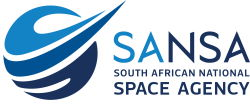 SANSA
SOUTH AFRICAN NATIONAL
SPACE AGENCY